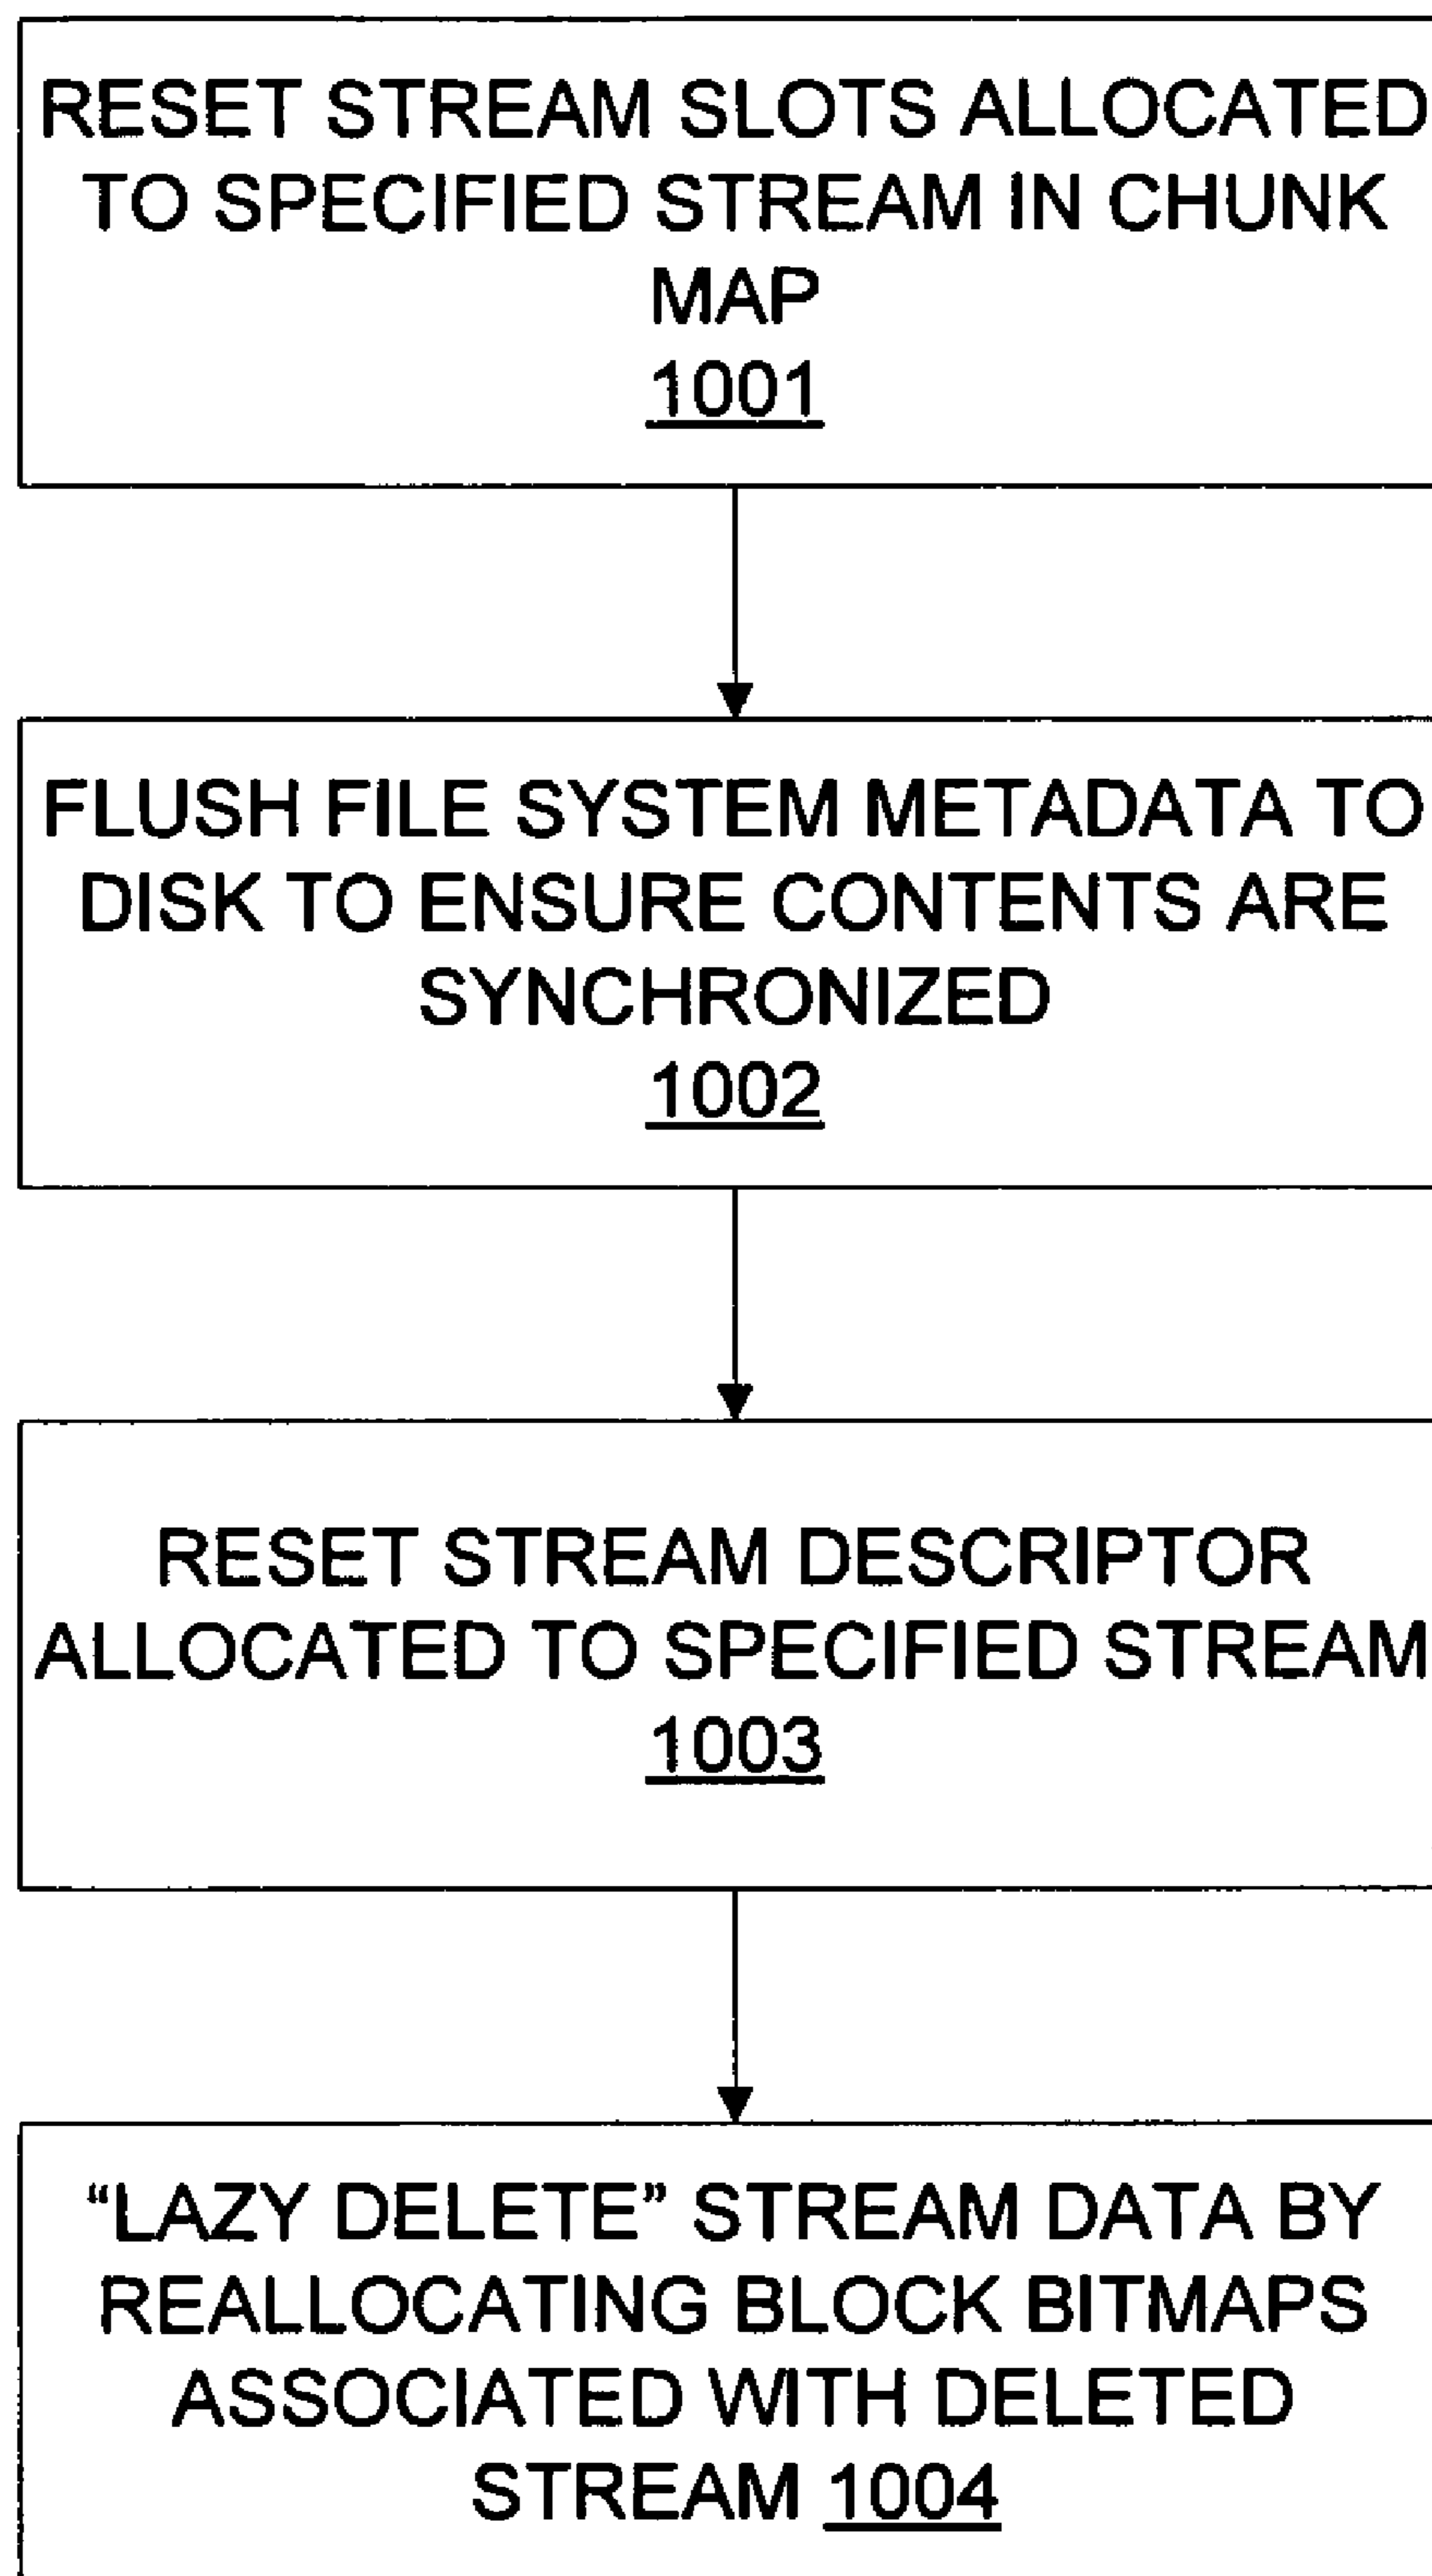 RESET STREAM SLOTS ALLOCATED
TO SPECIFIED STREAM IN CHUNK
MAP
1001
FLUSH FILE SYSTEM METADATA TO
DISK TO ENSURE CONTENTS ARE
SYNCHRONIZED
1002
RESET STREAM DESCRIPTOR
ALLOCATED TO SPECIFIED STREAM
1003
“LAZY DELETE” STREAM DATA BY
REALLOCATING BLOCK BITMAPS
ASSOCIATED WITH DELETED
STREAM 1004